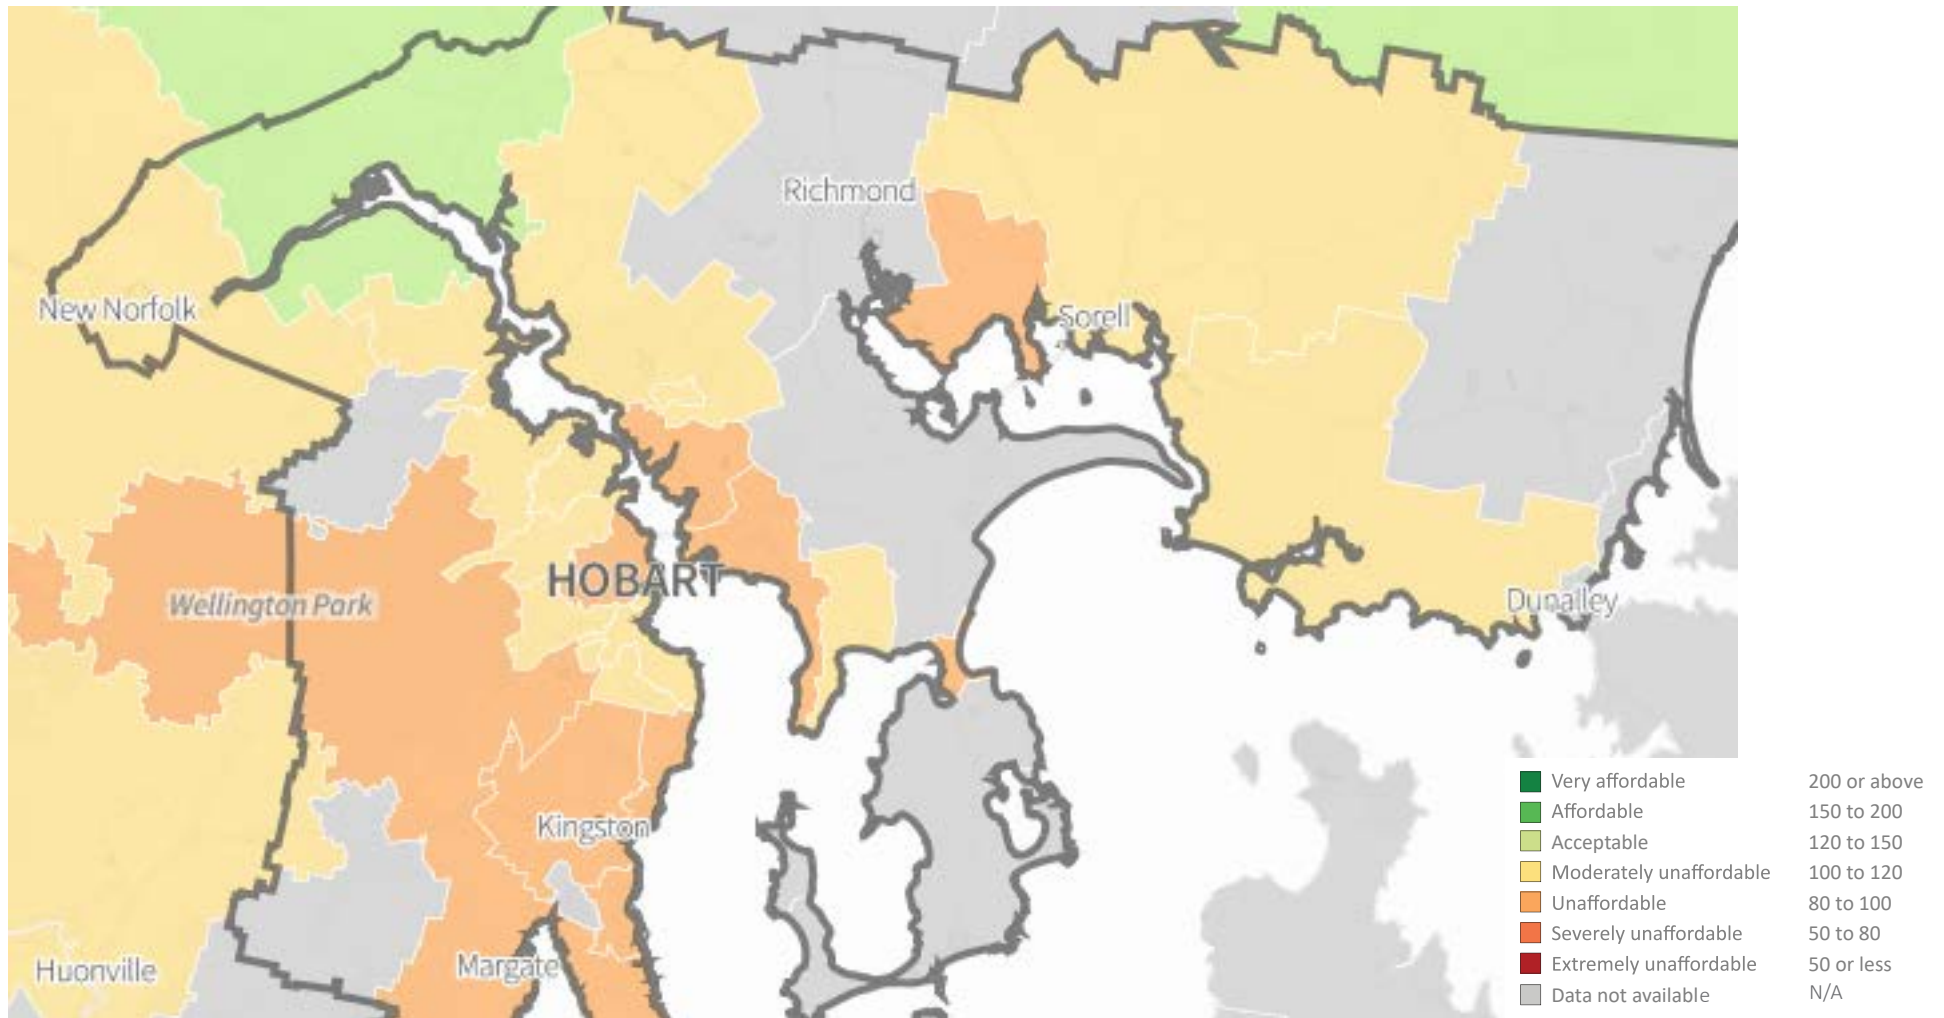 Richmond
New Norfolk
Sorell
HOBART
Wellington Park
Dunalley
Kingston
Huonville
Margate
Very affordable 200 or above
Affordable 150 to 200
Acceptable 120 to 150
Moderately unaffordable 100 to 120
Unaffordable 80 to 100
Severely unaffordable 50 to 80
Extremely unaffordable 50 or less
Data not available N/A